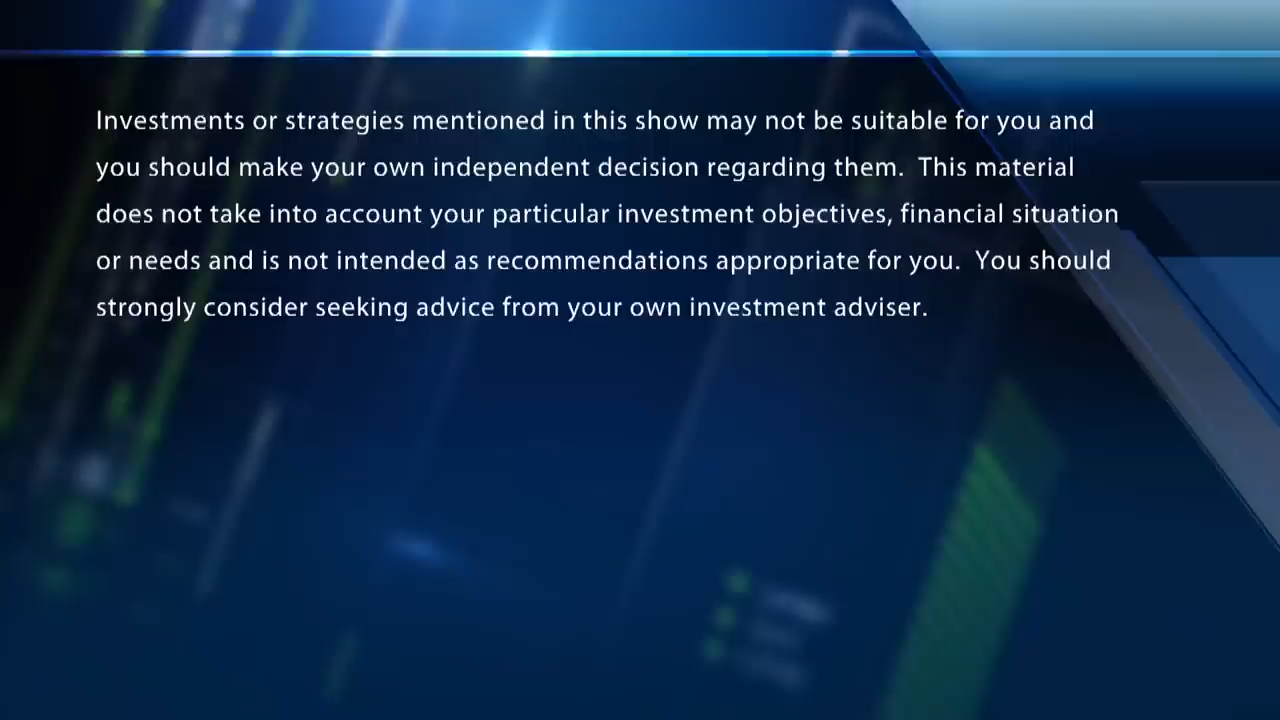 Investments or strategies mentioned in this show may not be suitable for you and
you should make your own independent decision regarding them.  This material
does not take into account your particular investment objectives, financial situation
or needs and is not intended as recommendations appropriate for you.  You should
strongly consider seeking advice from your own investment adviser.